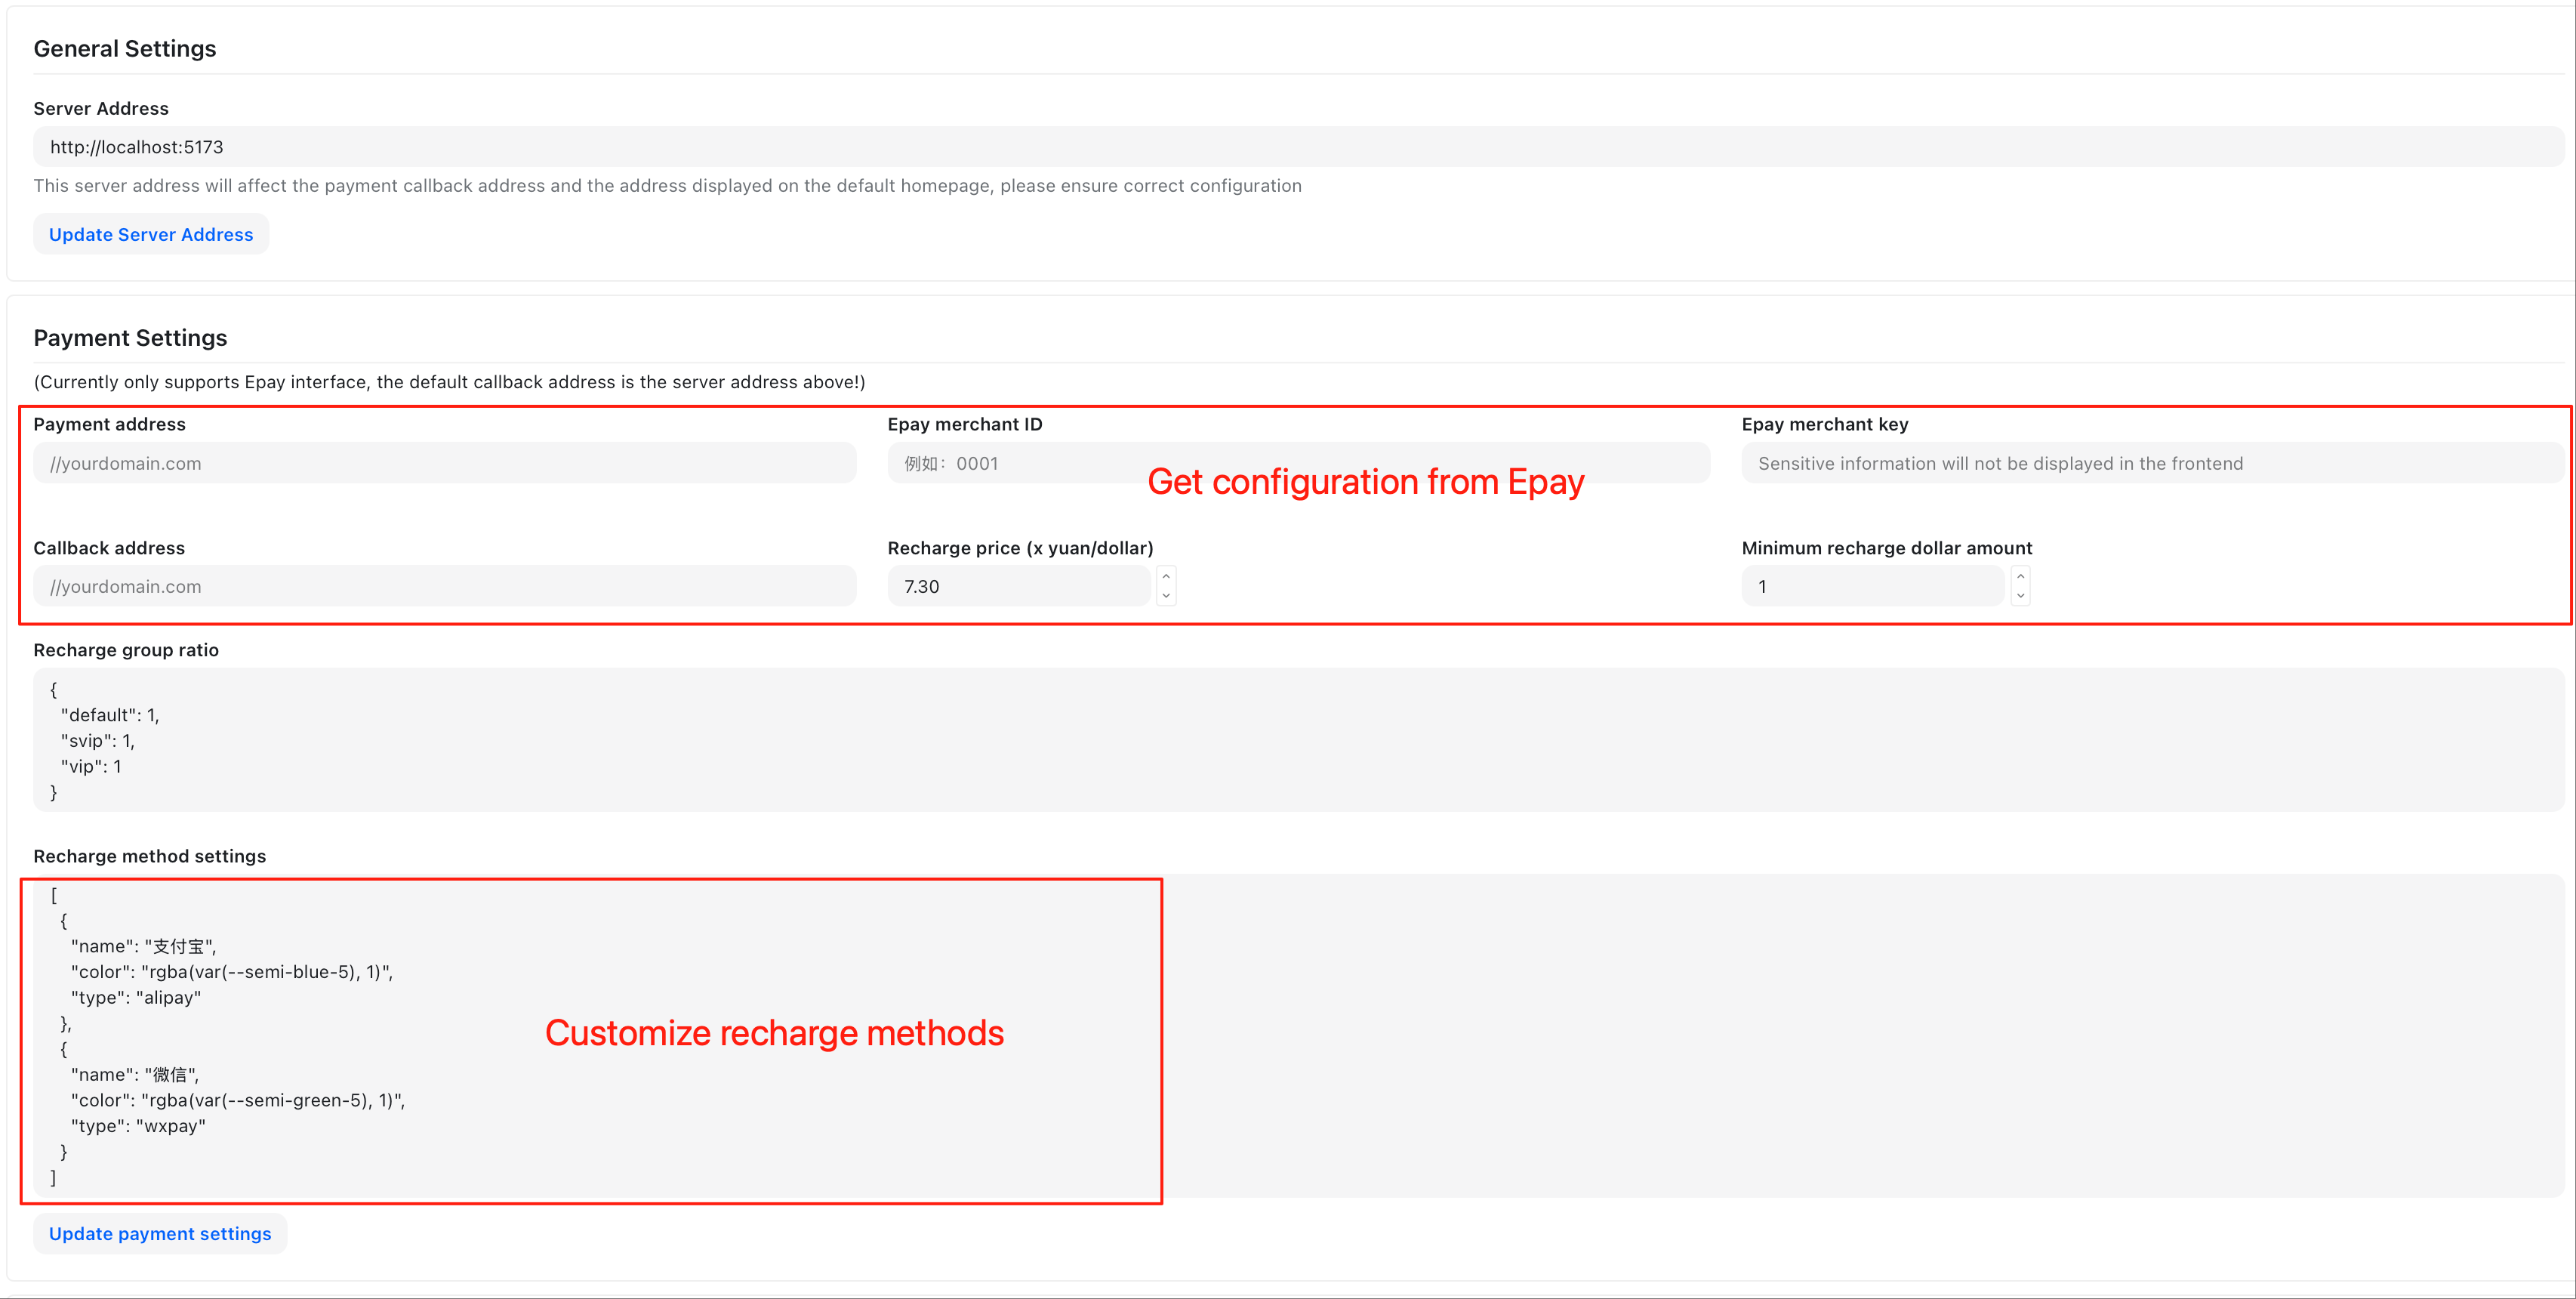 General Settings
Server Address
http://localhost:5173
This server address will affect the payment callback address and the address displayed on the default homepage, please ensure correct configuration
Update Server Address
Payment Settings
(Currently only supports Epay interface, the default callback address is the server address above!)
Payment address
Epay merchant ID
Epay merchant key
//yourdomain.com
例如：0001
Sensitive information will not be displayed in the frontend
Get configuration from Epay
Callback address
Recharge price (x yuan/dollar)
Minimum recharge dollar amount
//yourdomain.com
7.30
1
Recharge group ratio
{
"default": 1,
"svip": 1,
"vip": 1
}
Recharge method settings
[
{
"name": "支付宝",
"color": "rgba(var(--semi-blue-5), 1)",
"type": "alipay"
},
{
"name": "微信",
"color": "rgba(var(--semi-green-5), 1)",
"type": "wxpay"
}
]
Customize recharge methods
Update payment settings